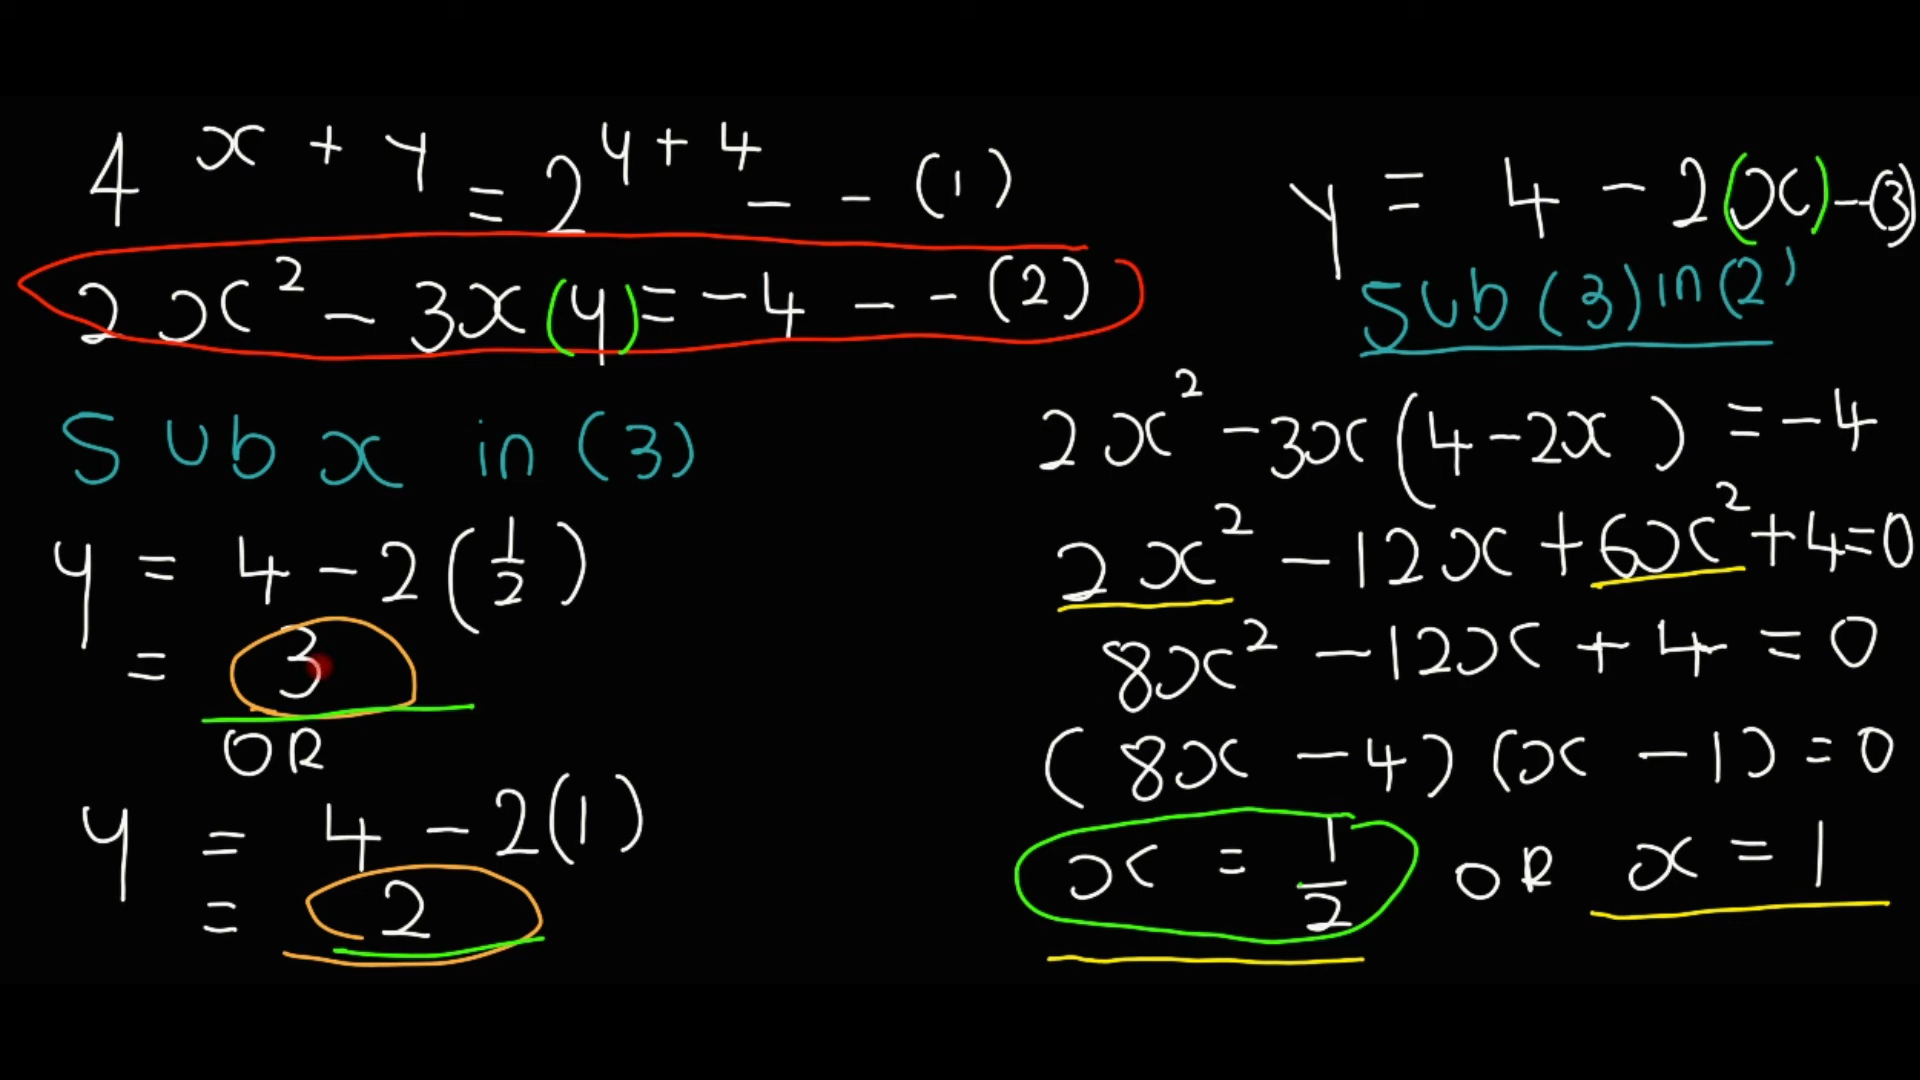 4^(x + y) = 2^(y + 4) - - (1)
2x² - 3x(y) = -4 - - (2)
Sub x in (3)
y = 4 - 2(1/2)
= 3
OR
y = 4 - 2(1)
= 2
y = 4 - 2(x) -- (3)
Sub (3) in (2)
2x² - 3x(4 - 2x) = -4
2x² - 12x + 6x² + 4 = 0
8x² - 12x + 4 = 0
(8x - 4)(x - 1) = 0
x = 1/2 OR x = 1